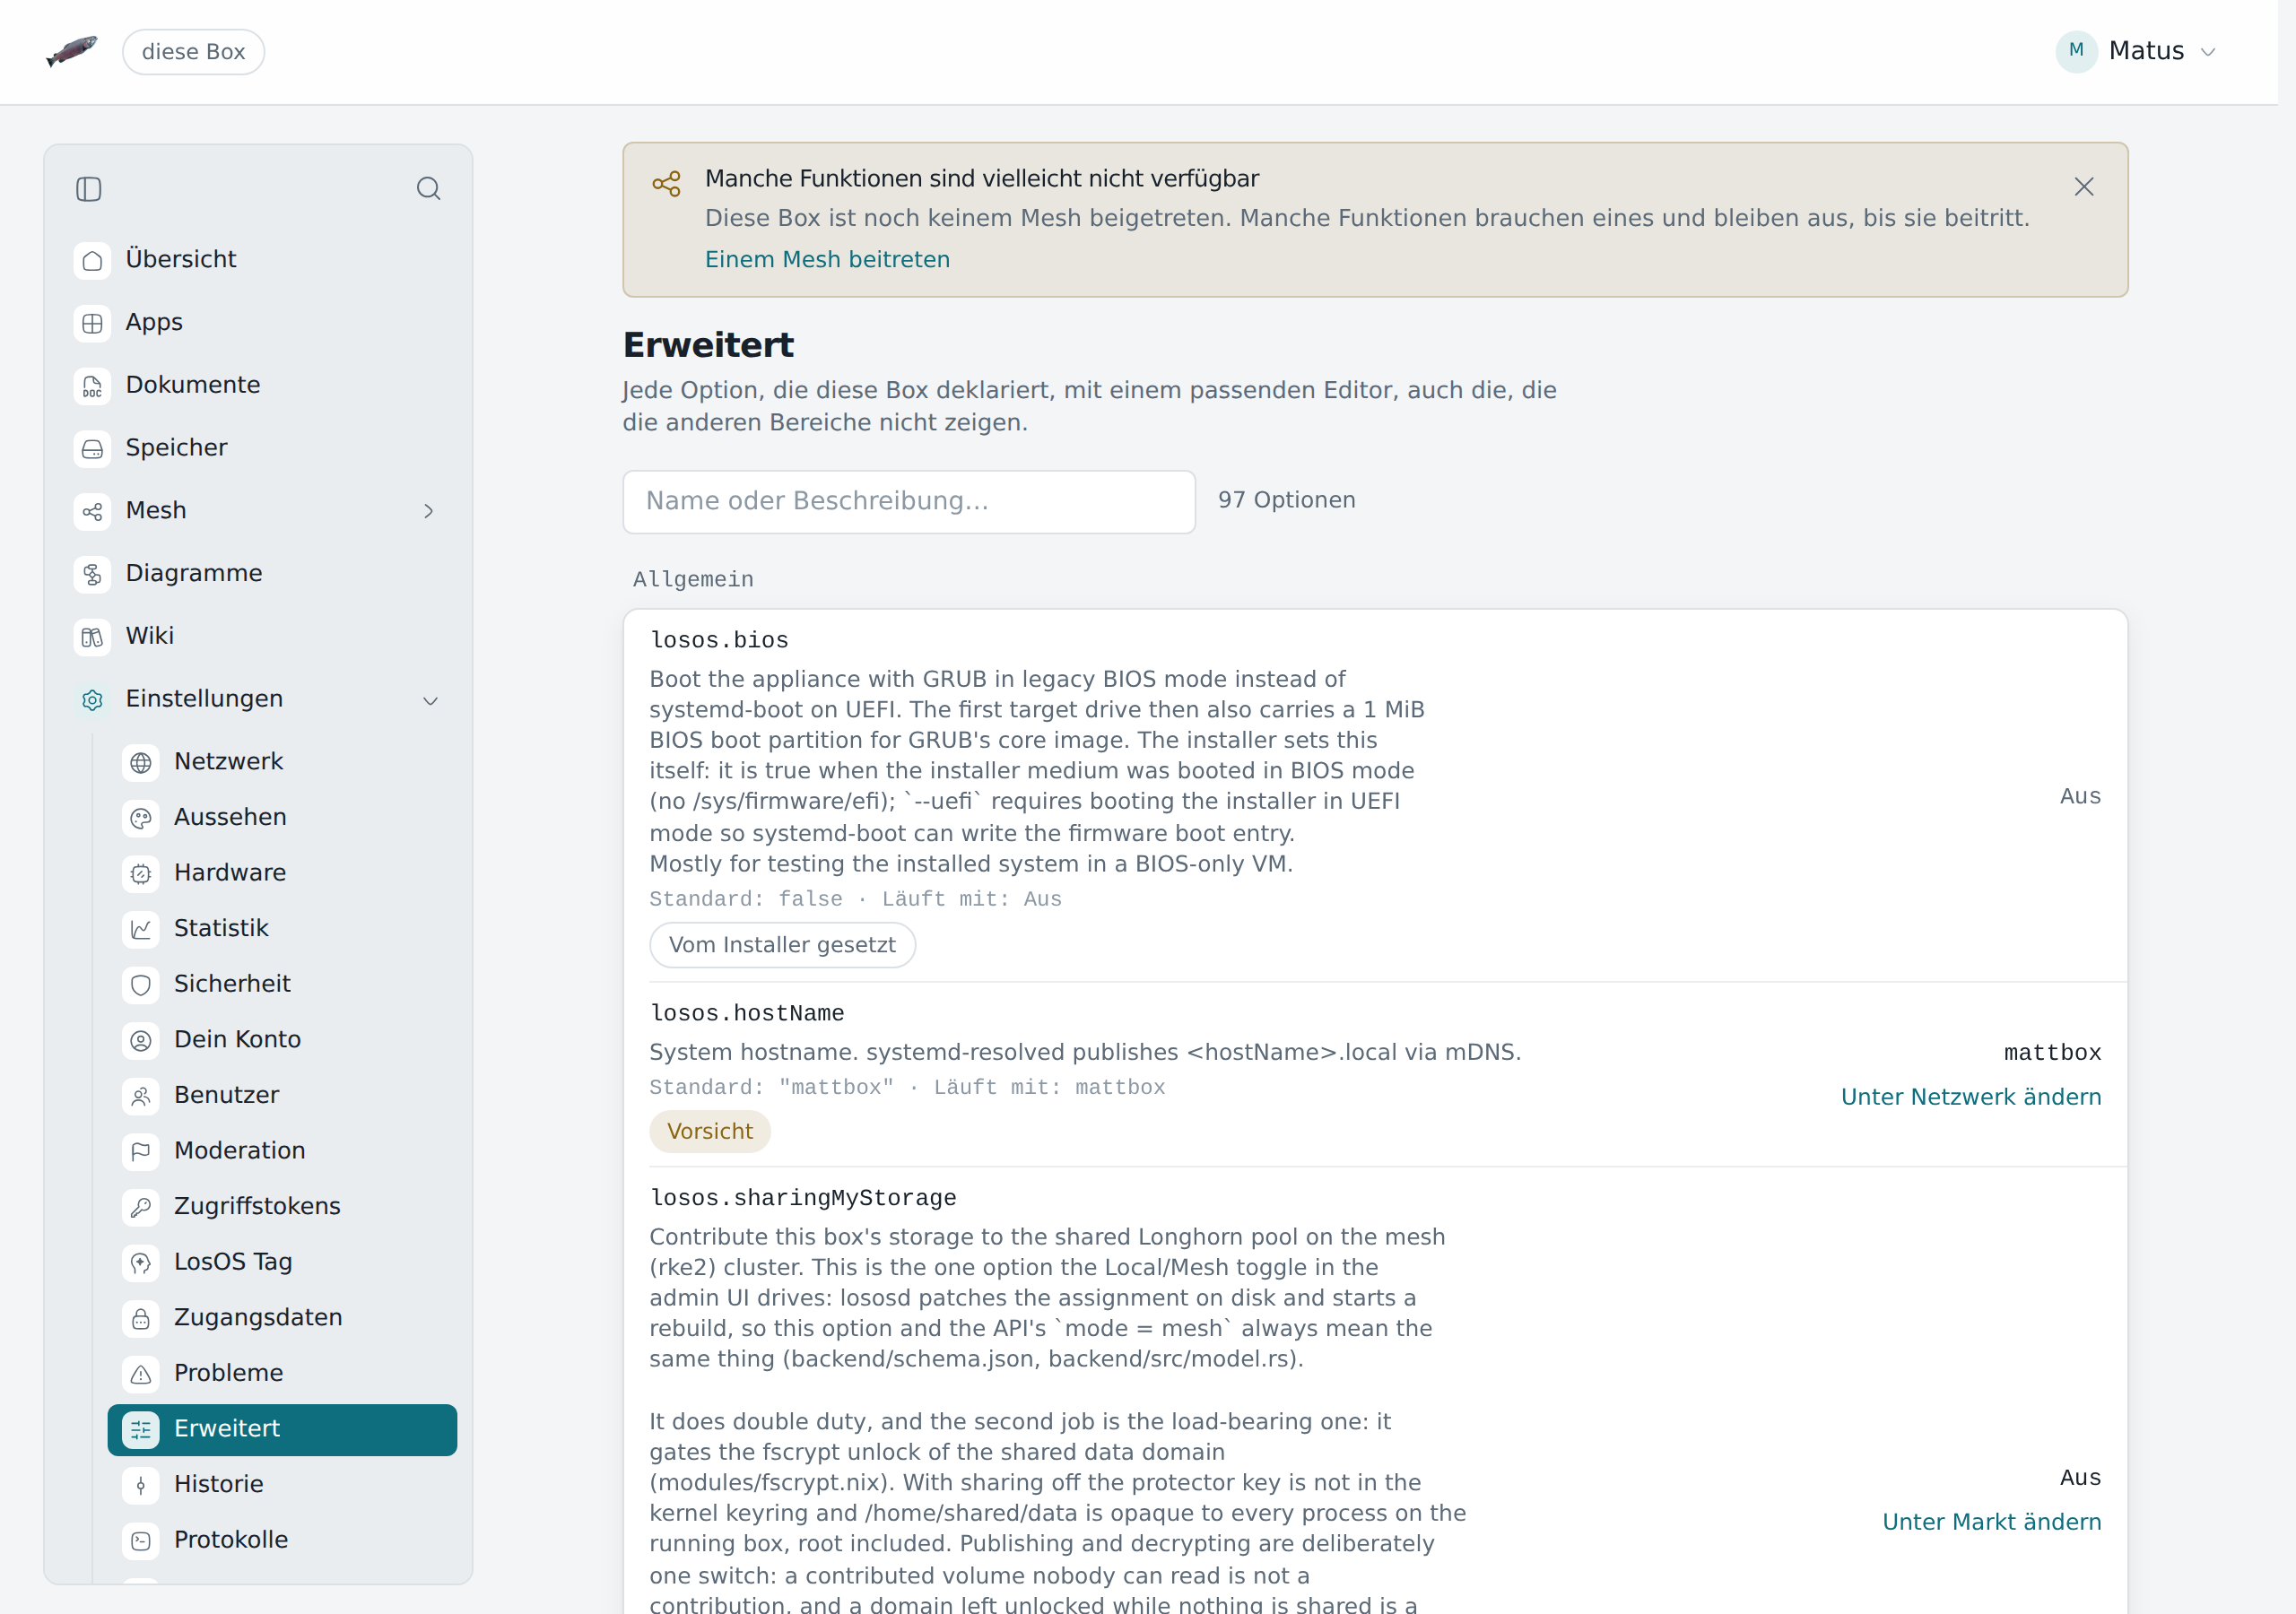 diese Box
M
Matus
Übersicht
Apps
DOC
Dokumente
Speicher
Mesh
Diagramme
Wiki
Einstellungen
Netzwerk
Aussehen
Hardware
Statistik
Sicherheit
Dein Konto
Benutzer
Moderation
Zugriffstokens
LosOS Tag
Zugangsdaten
Probleme
Erweitert
Historie
Protokolle
Manche Funktionen sind vielleicht nicht verfügbar
Diese Box ist noch keinem Mesh beigetreten. Manche Funktionen brauchen eines und bleiben aus, bis sie beitritt.
Einem Mesh beitreten
Erweitert
Jede Option, die diese Box deklariert, mit einem passenden Editor, auch die, die
die anderen Bereiche nicht zeigen.
Name oder Beschreibung...
97 Optionen
Allgemein
losos.bios
Boot the appliance with GRUB in legacy BIOS mode instead of
systemd-boot on UEFI. The first target drive then also carries a 1 MiB
BIOS boot partition for GRUB's core image. The installer sets this
itself: it is true when the installer medium was booted in BIOS mode
(no /sys/firmware/efi); `--uefi` requires booting the installer in UEFI
mode so systemd-boot can write the firmware boot entry.
Mostly for testing the installed system in a BIOS-only VM.
Standard: false · Läuft mit: Aus
Vom Installer gesetzt
Aus
losos.hostName
System hostname. systemd-resolved publishes <hostName>.local via mDNS.
Standard: "mattbox" · Läuft mit: mattbox
Vorsicht
mattbox
Unter Netzwerk ändern
losos.sharingMyStorage
Contribute this box's storage to the shared Longhorn pool on the mesh
(rke2) cluster. This is the one option the Local/Mesh toggle in the
admin UI drives: lososd patches the assignment on disk and starts a
rebuild, so this option and the API's `mode = mesh` always mean the
same thing (backend/schema.json, backend/src/model.rs).
It does double duty, and the second job is the load-bearing one: it
gates the fscrypt unlock of the shared data domain
(modules/fscrypt.nix). With sharing off the protector key is not in the
kernel keyring and /home/shared/data is opaque to every process on the
running box, root included. Publishing and decrypting are deliberately
one switch: a contributed volume nobody can read is not a
contribution, and a domain left unlocked while nothing is shared is a
Aus
Unter Markt ändern